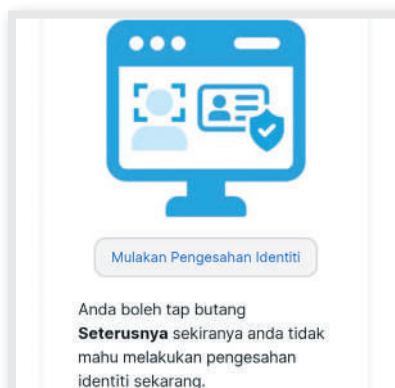 Mulakan Pengesahan Identiti
Anda boleh tap butang
Seterusnya sekiranya anda tidak
mahu melakukan pengesahan
identiti sekarang.